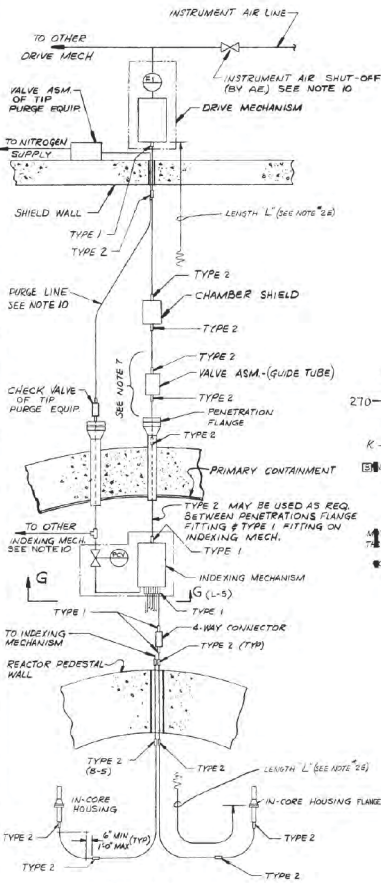 INSTRUMENT AIR LINE
TO OTHER
DRIVE MECH
INSTRUMENT AIR SHUT-OFF
(BY A.E.) SEE NOTE 10
VALVE ASM.
OF TIP
PURGE EQUIP.
DRIVE MECHANISM
TO NITROGEN
SUPPLY
SHIELD WALL
TYPE 1
TYPE 2
LENGTH "L" (SEE NOTE #2E)
PURGE LINE
SEE NOTE 10
TYPE 2
CHAMBER SHIELD
TYPE 2
SEE NOTE 7
TYPE 2
VALVE ASM.-(GUIDE TUBE)
TYPE 2
CHECK VALVE
OF TIP
PURGE EQUIP.
PENETRATION
FLANGE
TYPE 2
270
K
PRIMARY CONTAINMENT
TYPE 2 MAY BE USED AS REQ.
BETWEEN PENETRATIONS FLANGE
FITTING & TYPE 1 FITTING ON
INDEXING MECH.
TO OTHER
INDEXING MECH.
SEE NOTE 10
TYPE 1
PCV
INDEXING MECHANISM
G
G (L-5)
TYPE 1
TYPE 1
4-WAY CONNECTOR
TO INDEXING
MECHANISM
TYPE 2 (TYP)
REACTOR PEDESTAL
WALL
TYPE 2
(B-5)
TYPE 2
LENGTH "L" (SEE NOTE #2E)
IN-CORE
HOUSING
IN-CORE HOUSING FLANGE
TYPE 2
6" MIN
1'-0" MAX (TYP)
TYPE 2
TYPE 2
TYPE 2